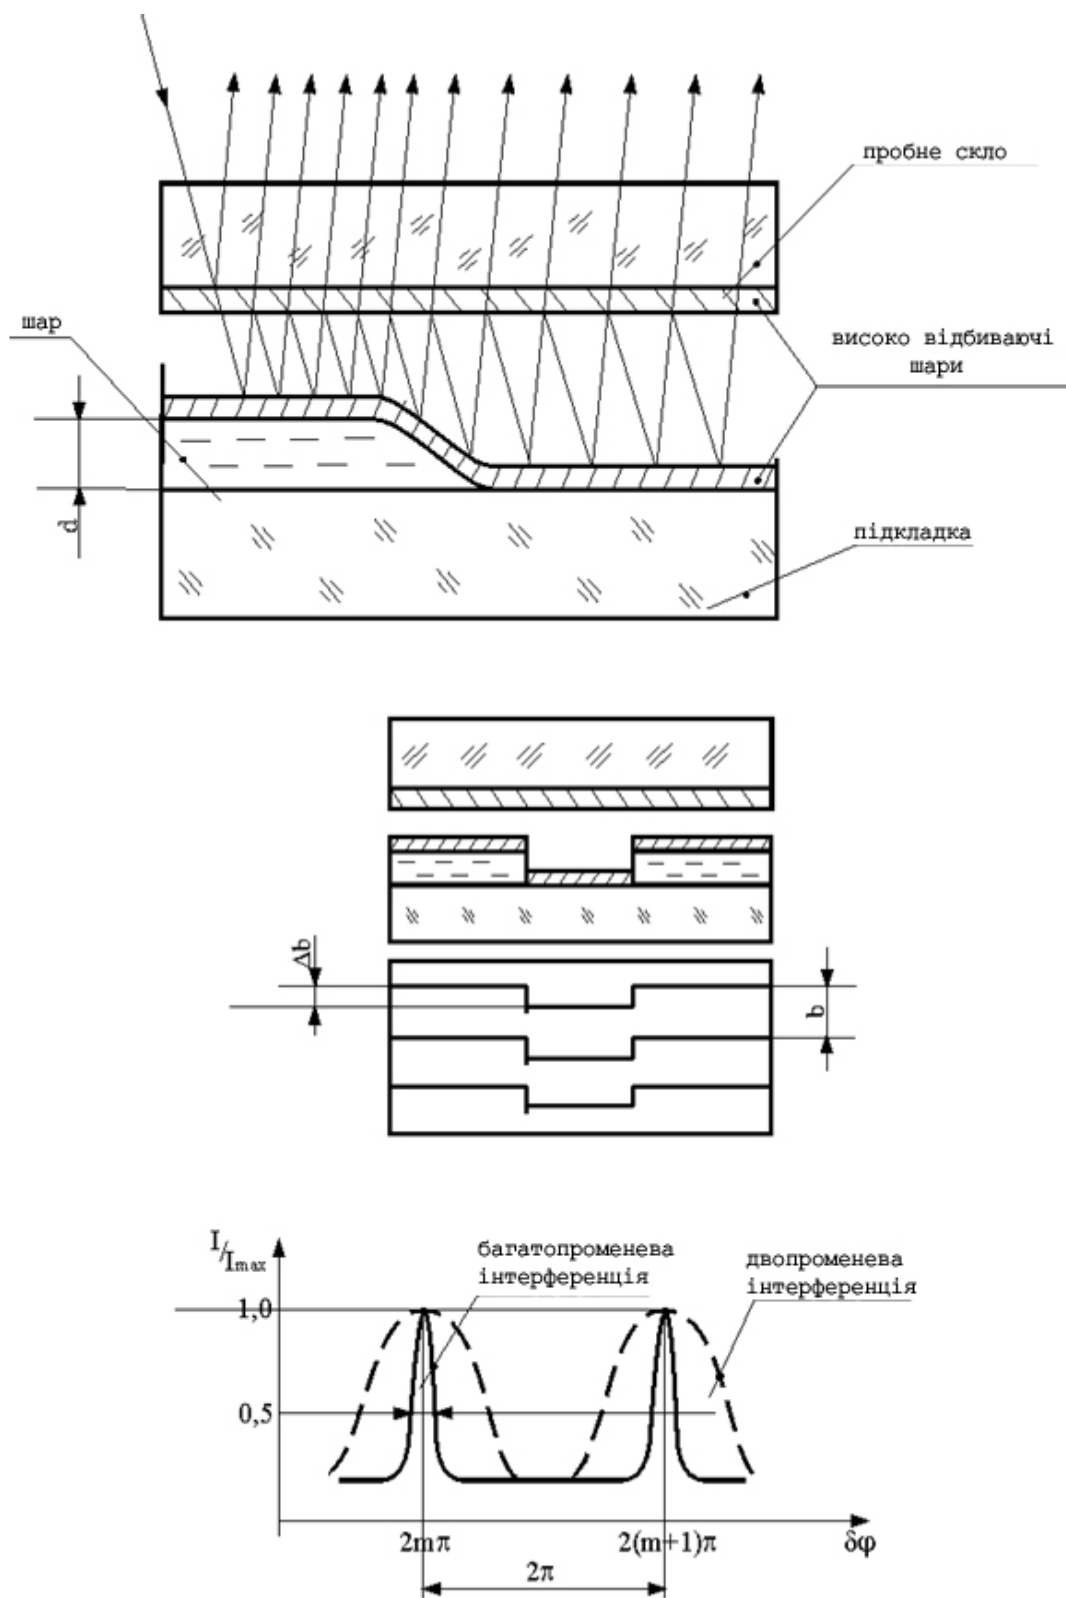 пробне скло
шар
високо відбиваючі
шари
d
підкладка
Δb
b
I/Imax
багатопроменева
інтерференція
двопроменева
інтерференція
1,0
0,5
2mπ
2(m+1)π
δφ
2π